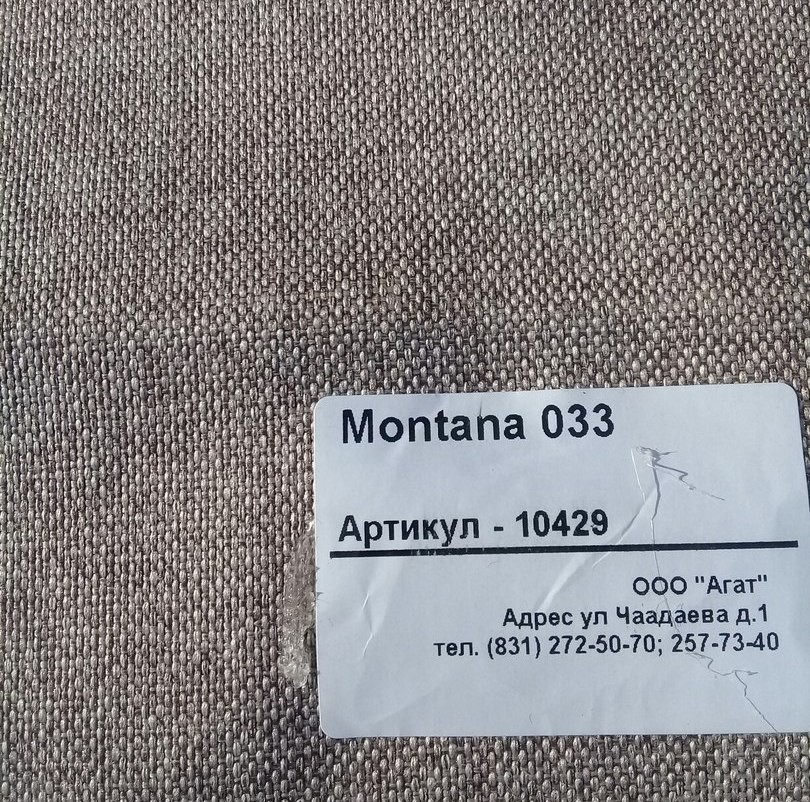 Montana 033
Артикул - 10429
ООО "Агат"
Адрес ул Чаадаева д.1
тел. (831) 272-50-70; 257-73-40